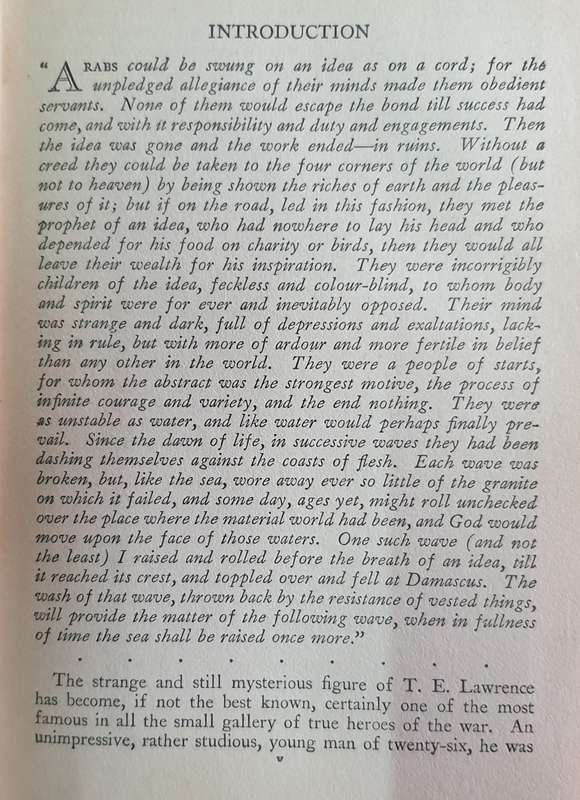 INTRODUCTION
“ARABS could be swung on an idea as on a cord; for the
unpledged allegiance of their minds made them obedient
servants. None of them would escape the bond till success had
come, and with it responsibility and duty and engagements. Then
the idea was gone and the work ended—in ruins. Without a
creed they could be taken to the four corners of the world (but
not to heaven) by being shown the riches of earth and the pleas-
ures of it; but if on the road, led in this fashion, they met the
prophet of an idea, who had nowhere to lay his head and who
depended for his food on charity or birds, then they would all
leave their wealth for his inspiration. They were incorrigibly
children of the idea, feckless and colour-blind, to whom body
and spirit were for ever and inevitably opposed. Their mind
was strange and dark, full of depressions and exaltations, lack-
ing in rule, but with more of ardour and more fertile in belief
than any other in the world. They were a people of starts,
for whom the abstract was the strongest motive, the process of
infinite courage and variety, and the end nothing. They were
as unstable as water, and like water would perhaps finally pre-
vail. Since the dawn of life, in successive waves they had been
dashing themselves against the coasts of flesh. Each wave was
broken, but, like the sea, wore away ever so little of the granite
on which it failed, and some day, ages yet, might roll unchecked
over the place where the material world had been, and God would
move upon the face of those waters. One such wave (and not
the least) I raised and rolled before the breath of an idea, till
it reached its crest, and toppled over and fell at Damascus. The
wash of that wave, thrown back by the resistance of vested things,
will provide the matter of the following wave, when in fullness
of time the sea shall be raised once more.”
. . . . . . . .
The strange and still mysterious figure of T. E. Lawrence
has become, if not the best known, certainly one of the most
famous in all the small gallery of true heroes of the war. An
unimpressive, rather studious, young man of twenty-six, he was
v